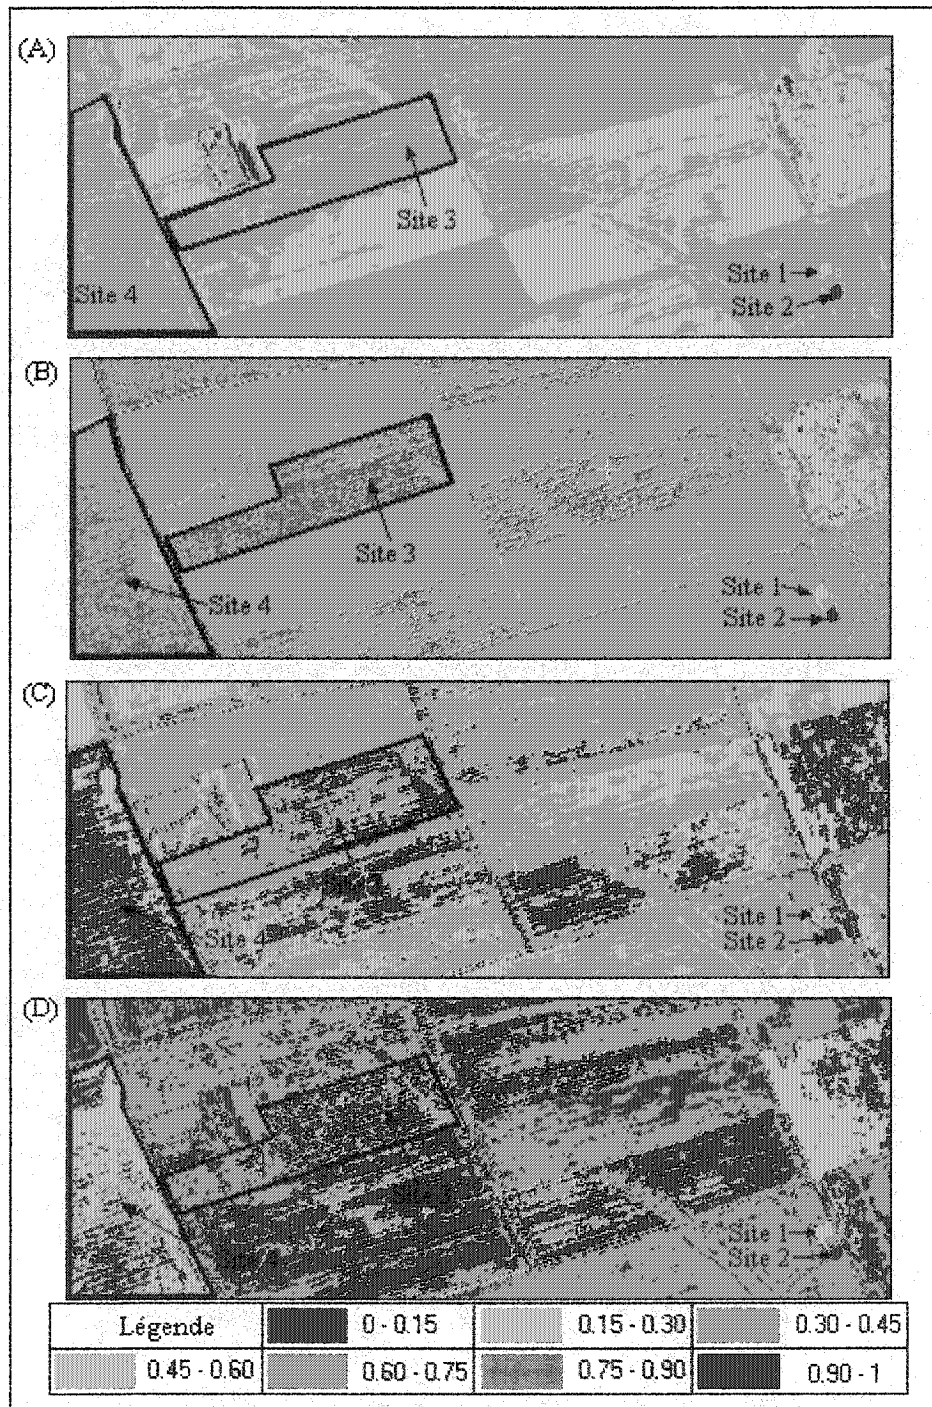 (A)
Site 3
Site 4
Site 1
Site 2
(B)
Site 3
Site 4
Site 1
Site 2
(C)
Site 4
Site 1
Site 2
(D)
Site 1
Site 2
Légende 0 - 0.15 0.15 - 0.30 0.30 - 0.45
0.45 - 0.60 0.60 - 0.75 0.75 - 0.90 0.90 - 1